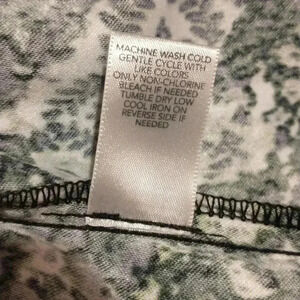 MACHINE WASH COLD
GENTLE CYCLE WITH
LIKE COLORS
ONLY NON-CHLORINE
BLEACH IF NEEDED
TUMBLE DRY LOW
COOL IRON ON
REVERSE SIDE IF
NEEDED